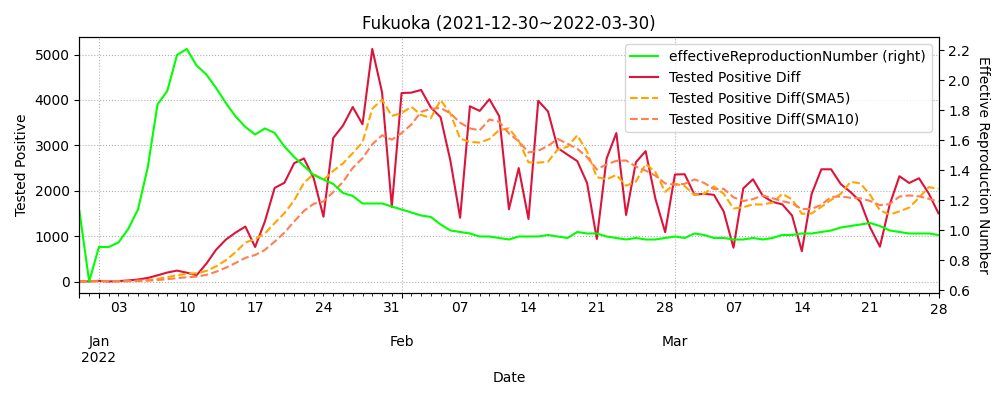 Fukuoka (2021-12-30~2022-03-30)
effectiveReproductionNumber (right)
Tested Positive Diff
Tested Positive Diff(SMA5)
Tested Positive Diff(SMA10)
Tested Positive
5000
4000
3000
2000
1000
0
Effective Reproduction Number
2.2
2.0
1.8
1.6
1.4
1.2
1.0
0.8
0.6
03 10 17 24 31 07 14 21 28 07 14 21 28
Jan Feb Mar
2022
Date